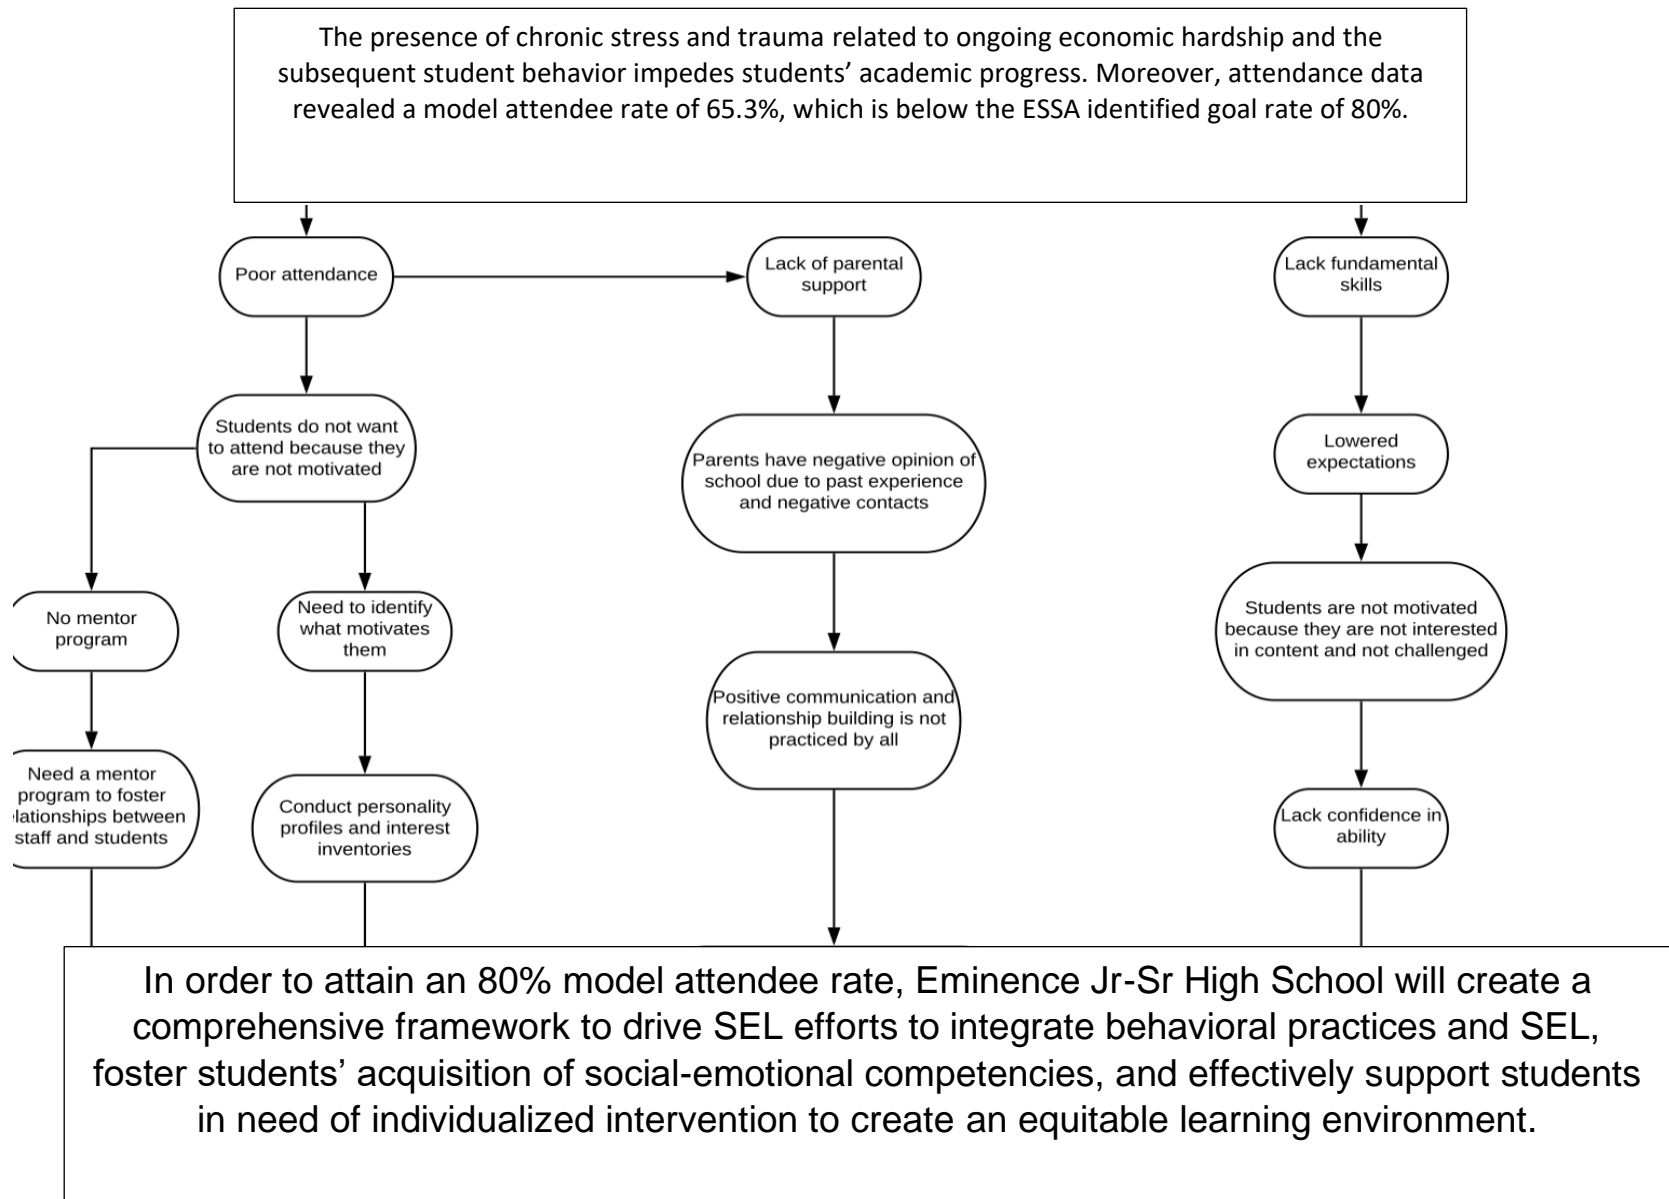 The presence of chronic stress and trauma related to ongoing economic hardship and the
subsequent student behavior impedes students’ academic progress. Moreover, attendance data
revealed a model attendee rate of 65.3%, which is below the ESSA identified goal rate of 80%.
Poor attendance
Lack of parental
support
Lack fundamental
skills
Students do not want
to attend because they
are not motivated
Parents have negative opinion of
school due to past experience
and negative contacts
Lowered
expectations
No mentor
program
Need to identify
what motivates
them
Students are not motivated
because they are not interested
in content and not challenged
Positive communication and
relationship building is not
practiced by all
Need a mentor
program to foster
elationships between
staff and students
Conduct personality
profiles and interest
inventories
Lack confidence in
ability
In order to attain an 80% model attendee rate, Eminence Jr-Sr High School will create a
comprehensive framework to drive SEL efforts to integrate behavioral practices and SEL,
foster students’ acquisition of social-emotional competencies, and effectively support students
in need of individualized intervention to create an equitable learning environment.